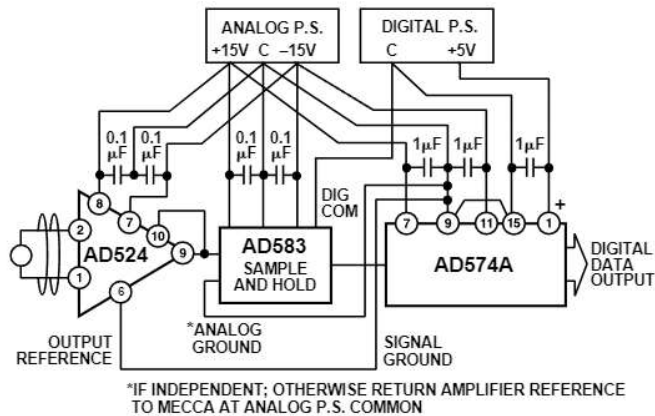 ANALOG P.S.
+15V C –15V
DIGITAL P.S.
C +5V
0.1
µF
0.1
µF
0.1
µF
0.1
µF
1µF
1µF
1µF
+
8
7
10
9
2
1
6
AD524
DIG
COM
AD583
SAMPLE
AND HOLD
7
9
11
15
1
AD574A
DIGITAL
DATA
OUTPUT
OUTPUT
REFERENCE
*ANALOG
GROUND
SIGNAL
GROUND
*IF INDEPENDENT; OTHERWISE RETURN AMPLIFIER REFERENCE
TO MECCA AT ANALOG P.S. COMMON